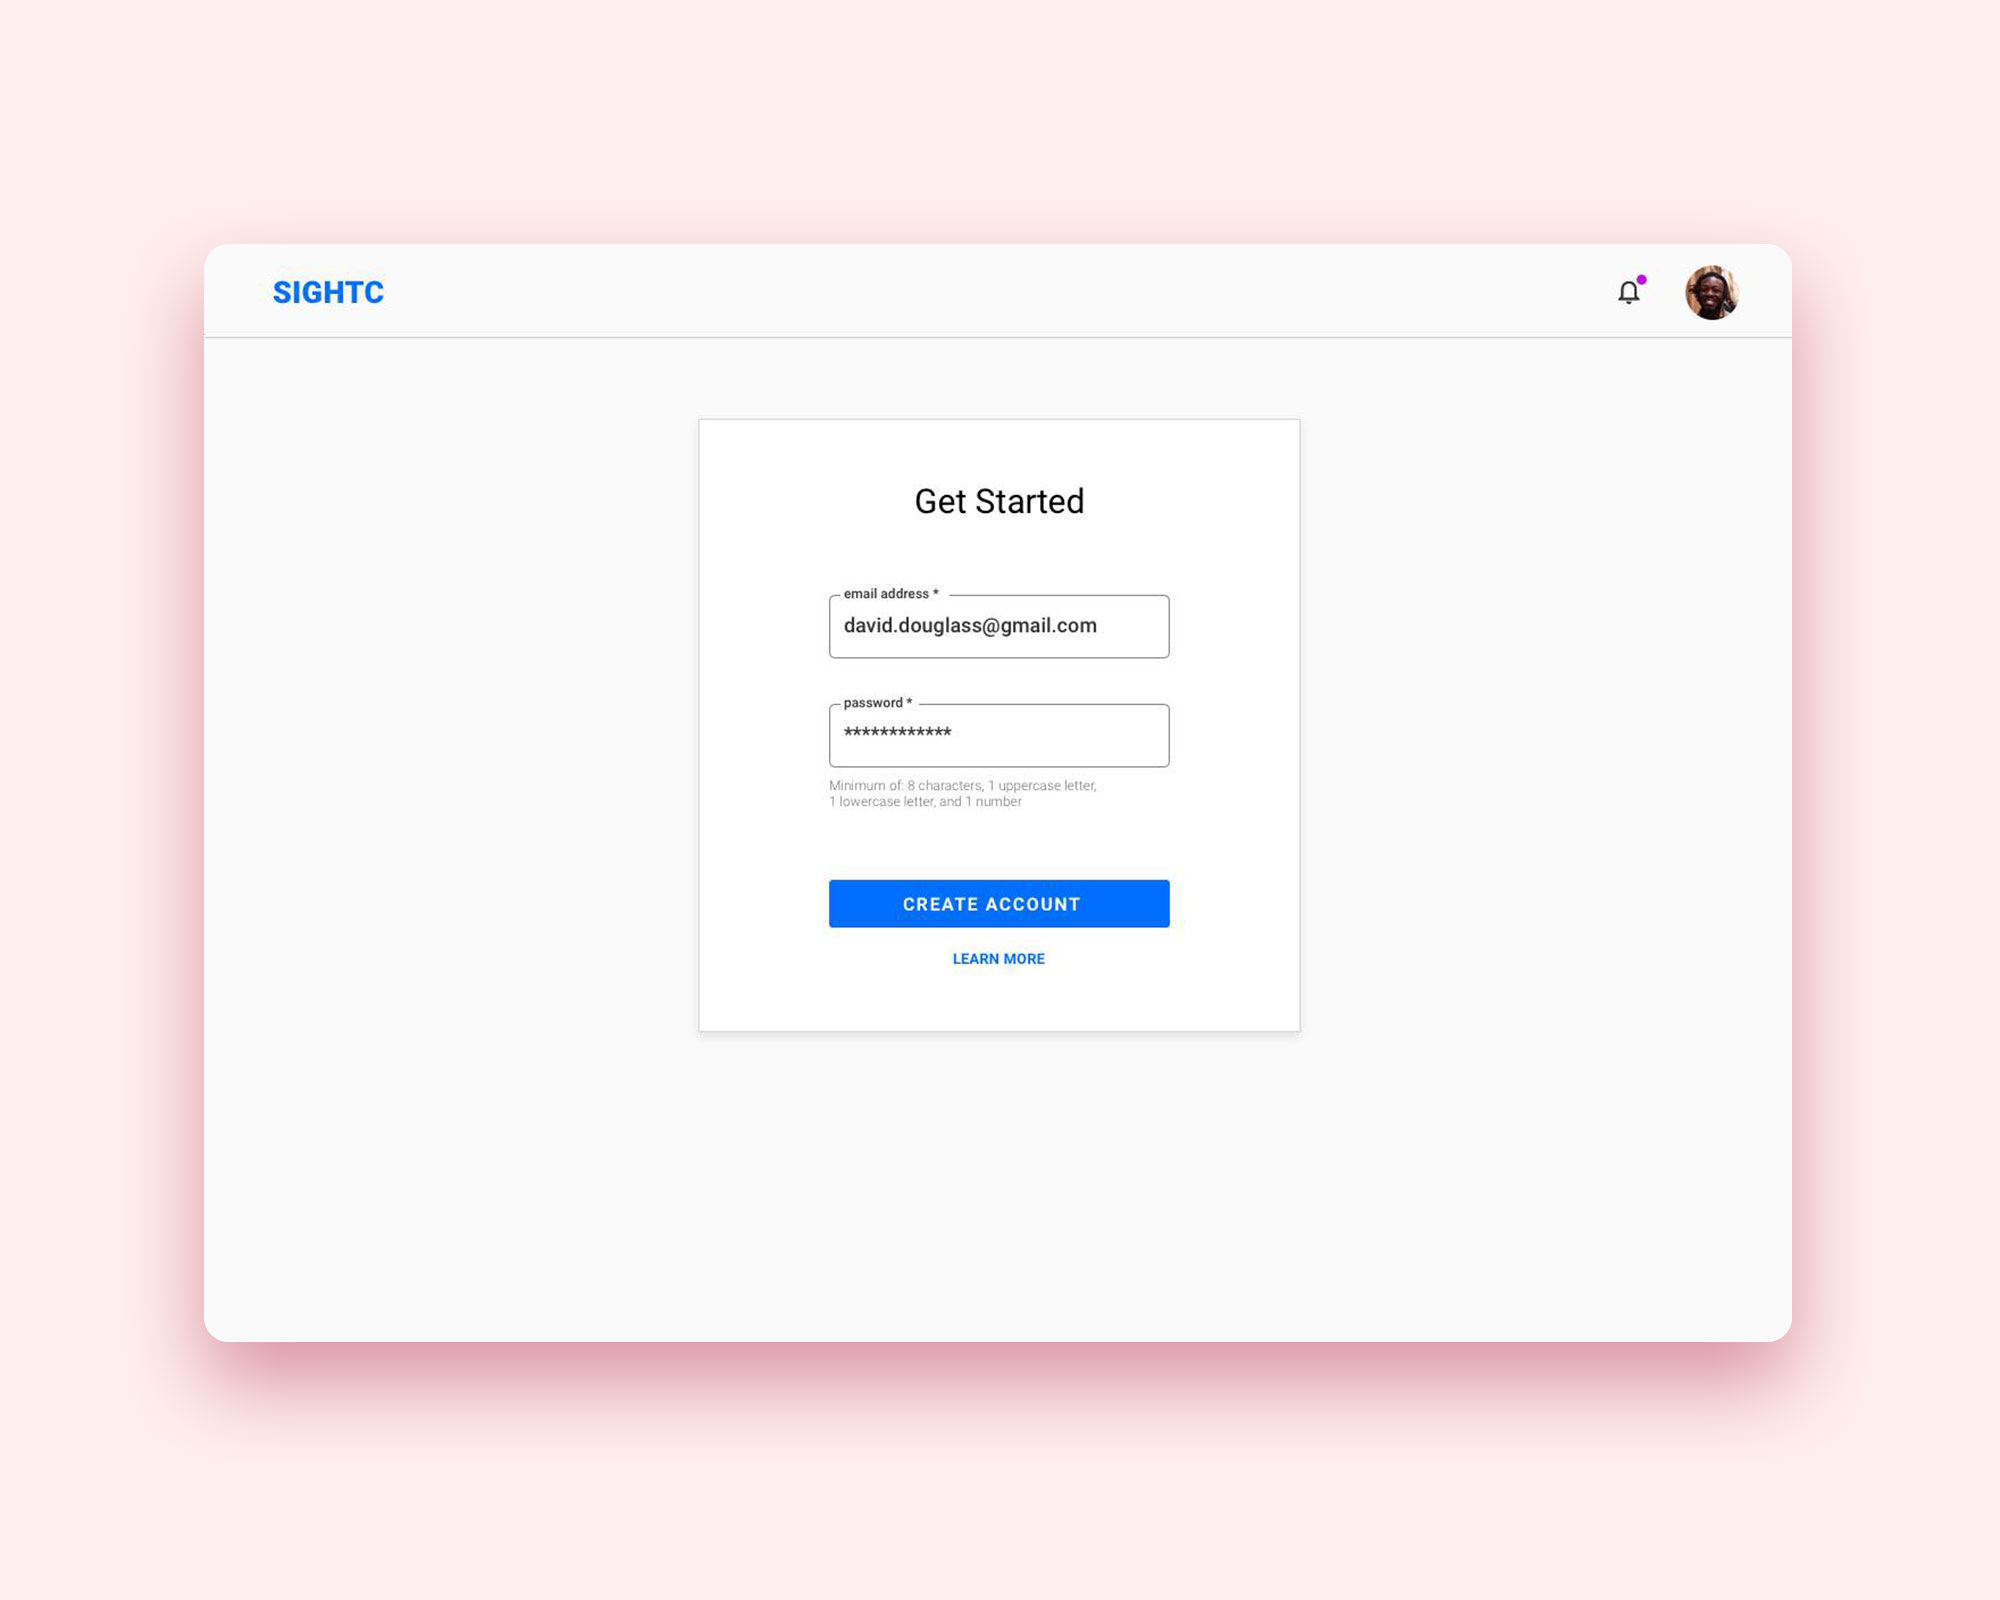 SIGHTC
Get Started
email address *
david.douglass@gmail.com
password *
************
Minimum of: 8 characters, 1 uppercase letter,
1 lowercase letter, and 1 number
CREATE ACCOUNT
LEARN MORE